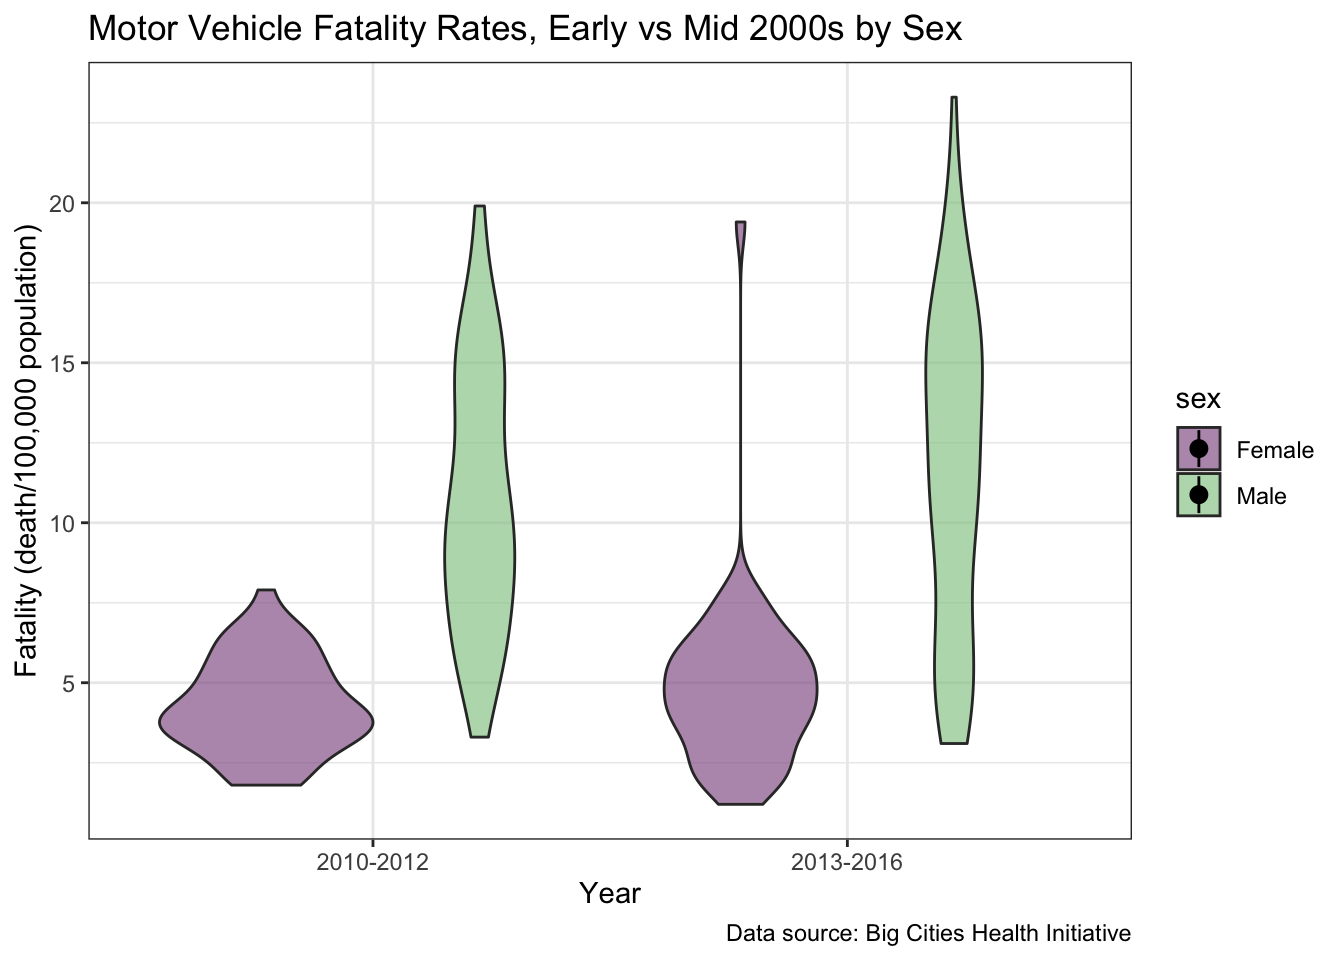 Motor Vehicle Fatality Rates, Early vs Mid 2000s by Sex
Fatality (death/100,000 population)
20
15
10
5
2010-2012
2013-2016
Year
sex
Female
Male
Data source: Big Cities Health Initiative